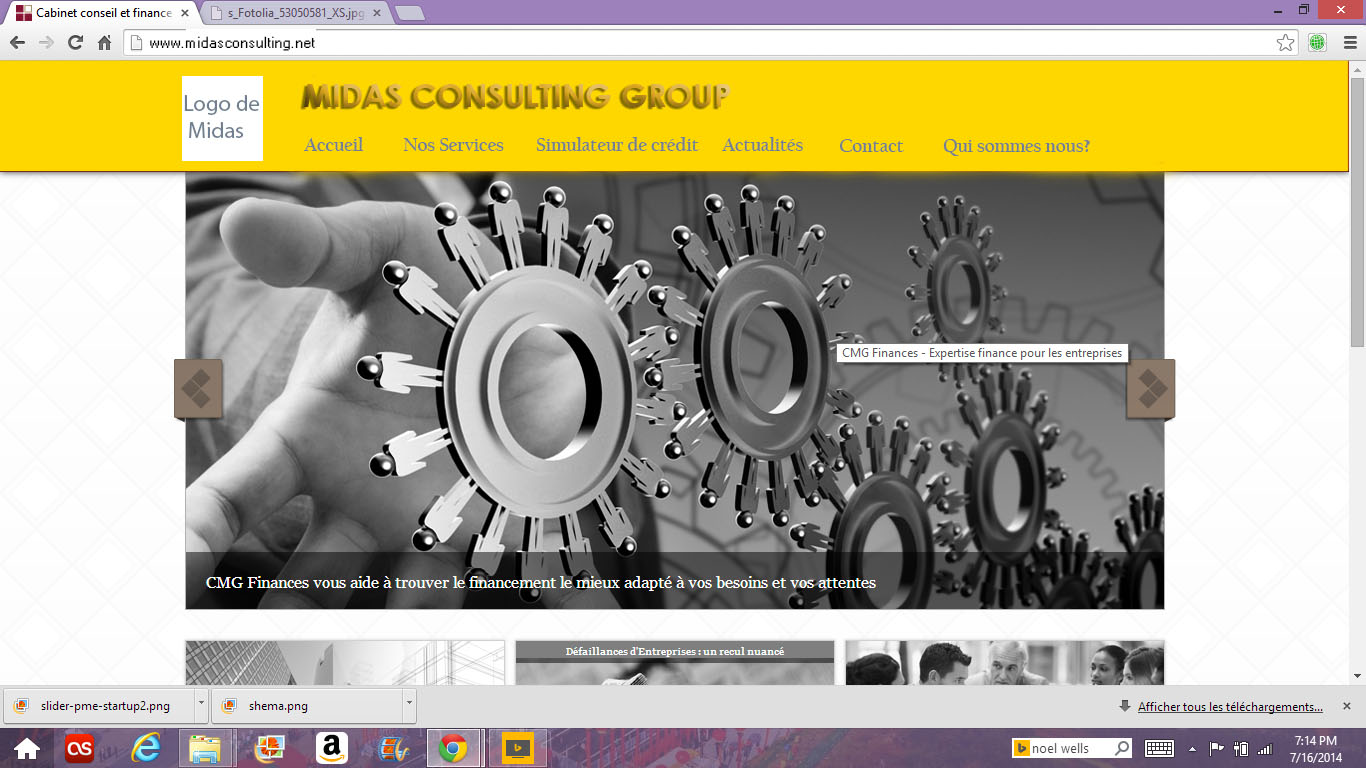 Cabinet conseil et finance
s_Fotolia_53050581_XS.jpg
www.midasconsulting.net
Logo de
Midas
MIDAS CONSULTING GROUP
Accueil Nos Services Simulateur de crédit Actualités Contact Qui sommes nous?
CMG Finances - Expertise finance pour les entreprises
CMG Finances vous aide à trouver le financement le mieux adapté à vos besoins et vos attentes
Défaillances d'Entreprises : un recul nuancé
slider-pme-startup2.png
shema.png
Afficher tous les téléchargements...
noel wells
7:14 PM
7/16/2014